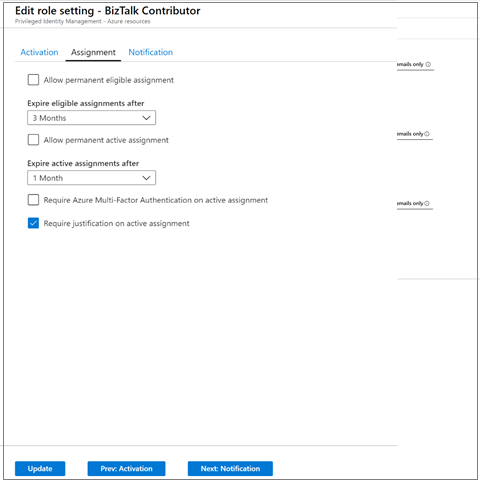 Edit role setting - BizTalk Contributor
Privileged Identity Management - Azure resources
Activation Assignment Notification
Allow permanent eligible assignment
emails only
Expire eligible assignments after
3 Months
Allow permanent active assignment
emails only
Expire active assignments after
1 Month
Require Azure Multi-Factor Authentication on active assignment
emails only
Require justification on active assignment
Update Prev: Activation Next: Notification